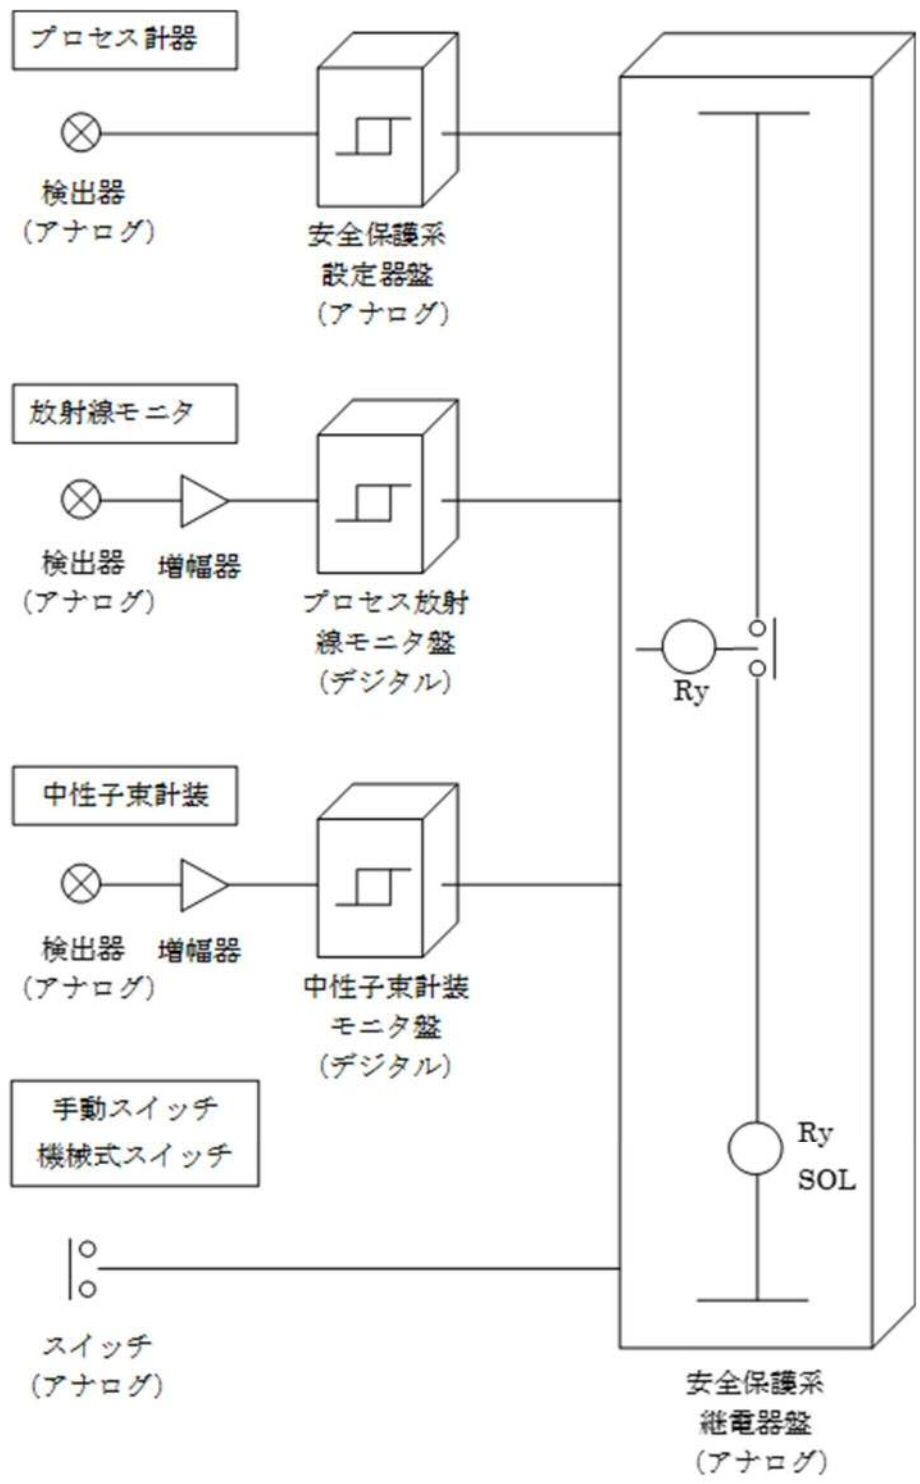 プロセス計器
検出器
(アナログ)
安全保護系
設定器盤
(アナログ)
放射線モニタ
検出器
(アナログ)
増幅器
プロセス放射
線モニタ盤
(デジタル)
Ry
中性子束計装
検出器
(アナログ)
増幅器
中性子束計装
モニタ盤
(デジタル)
手動スイッチ
機械式スイッチ
Ry
SOL
スイッチ
(アナログ)
安全保護系
継電器盤
(アナログ)